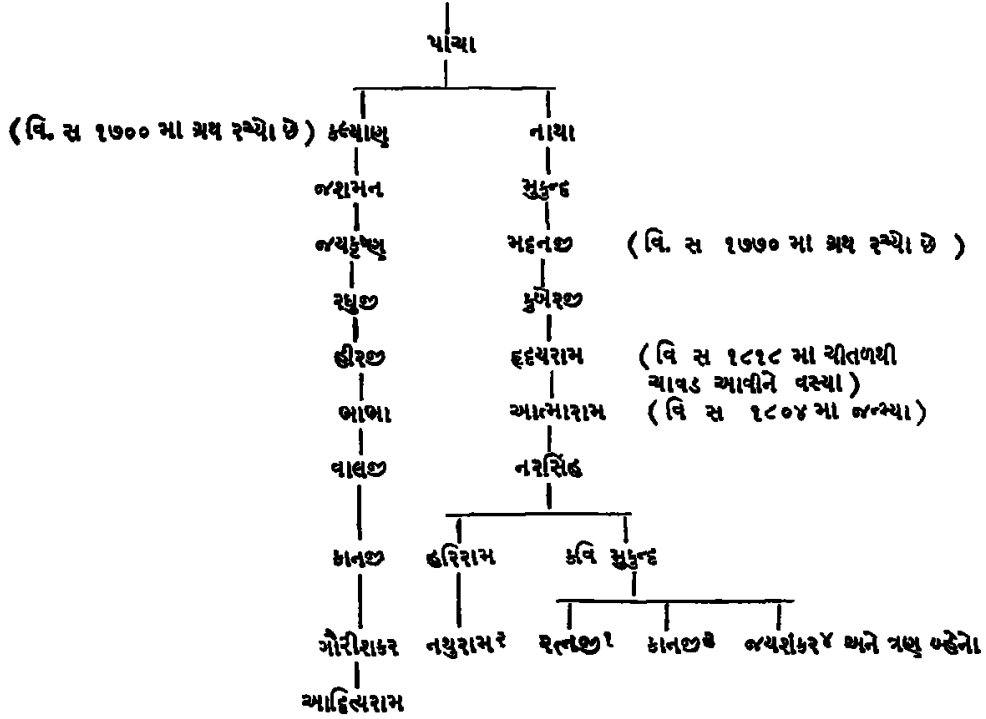 પાંચા
(વિ. સ ૧૭૦૦ મા ગ્રથ રચ્યો છે) કલ્યાણ નાથા
જશમન મુકુન્દ
જયકૃષ્ણ મદનજી (વિ. સ ૧૭૭૦ મા ગ્રથ રચ્યો છે )
રઘુજી કુબેરજી
હીરજી હૃદયરામ (વિ સ ૧૮૧૮ મા ચીતળથી
ચાવડ આવીને વસ્યા)
ભાભા આત્મારામ (વિ સ ૧૮૦૪ મા જન્મ્યા)
વાલજી નરસિંહ
કાનજી હરિરામ કવિ મુકુન્દ
ગૌરીશકર નથુરામ૨ રત્નજી૧ કાનજી૩ જયશંકર૪ અને ત્રણ બ્હેનો
આદિત્યરામ